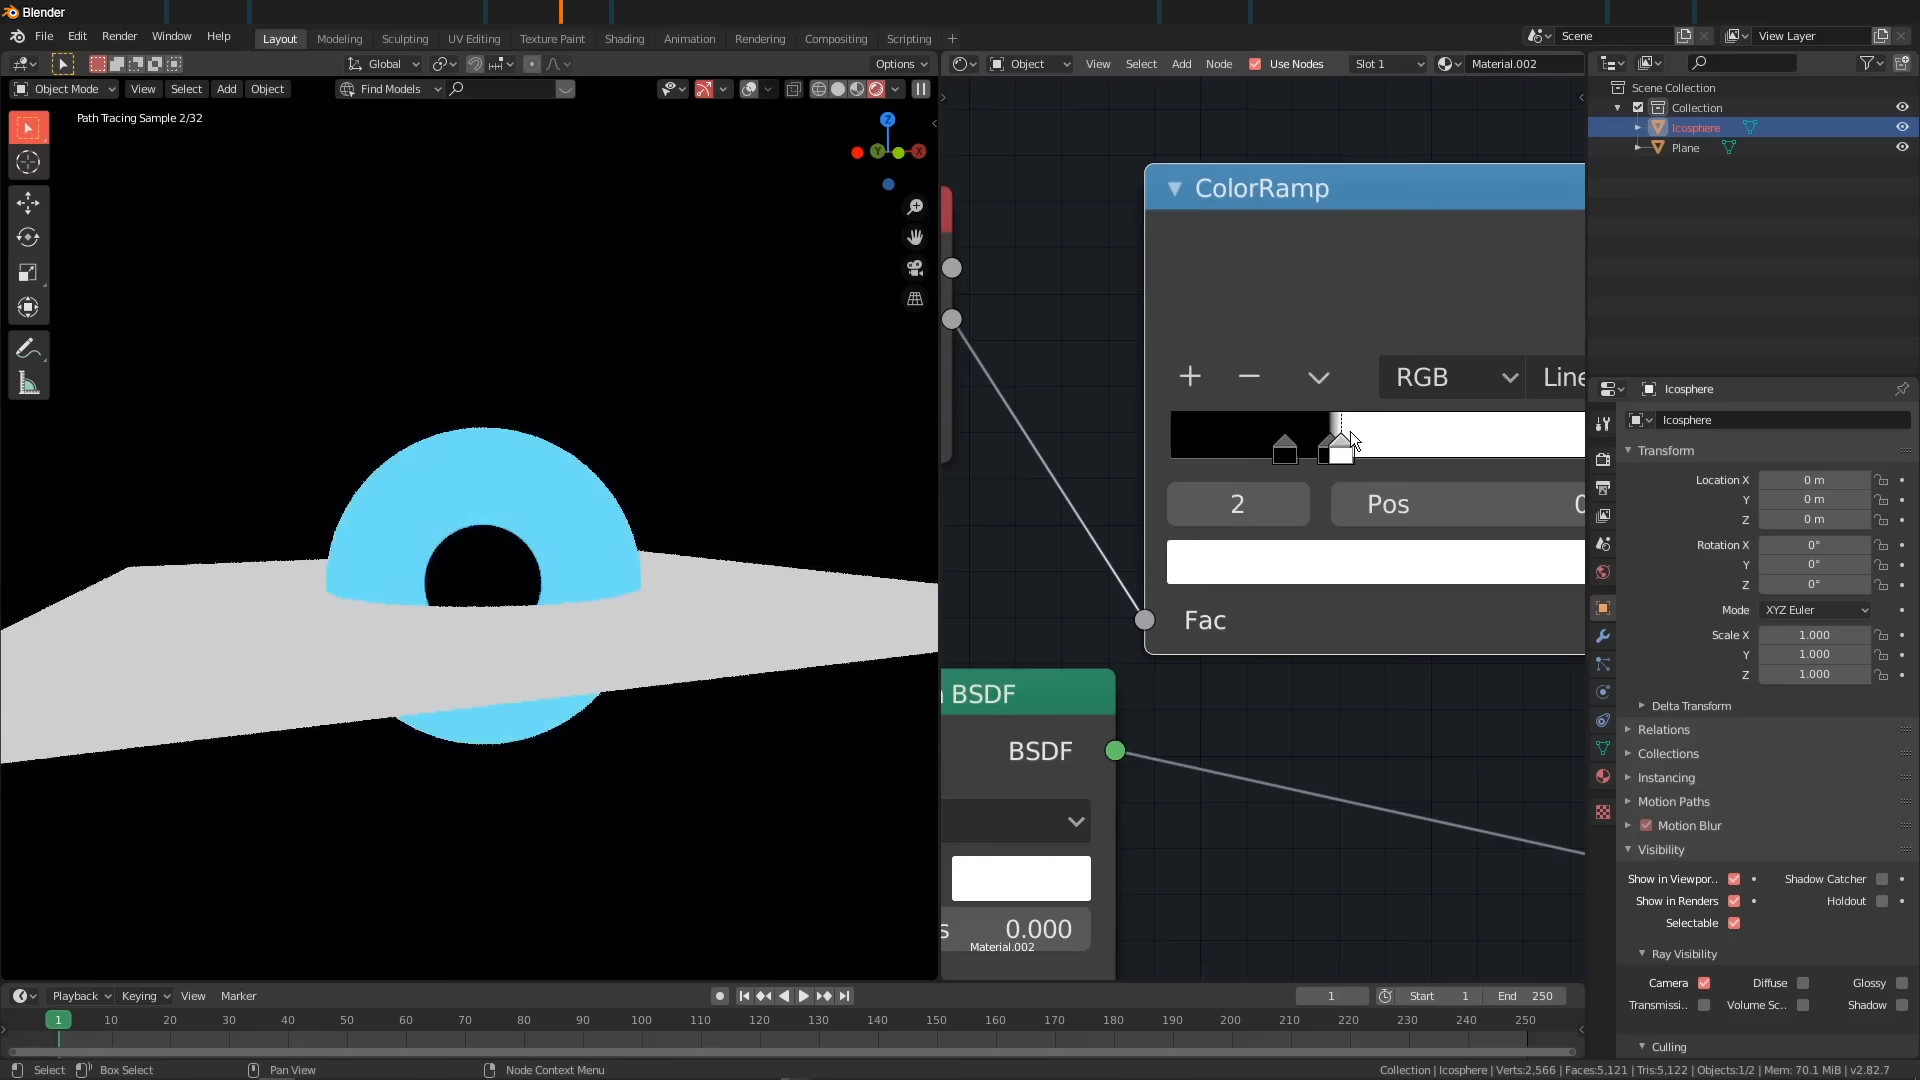 Blender
File Edit Render Window Help Layout Modeling Sculpting UV Editing Texture Paint Shading Animation Rendering Compositing Scripting + Scene View Layer
Global Options
Object View Select Add Node Use Nodes Slot 1 Material.002
Object Mode View Select Add Object Find Models
Path Tracing Sample 2/32
Z
Y X
ColorRamp
RGB Line
2 Pos 0
Fac
BSDF
BSDF
s 0.000
Material.002
Scene Collection
Collection
Icosphere
Plane
Icosphere
Icosphere
Transform
Location X 0 m
Y 0 m
Z 0 m
Rotation X 0°
Y 0°
Z 0°
Mode XYZ Euler
Scale X 1.000
Y 1.000
Z 1.000
Delta Transform
Relations
Collections
Instancing
Motion Paths
Motion Blur
Visibility
Show in Viewpor.. Shadow Catcher
Show in Renders Holdout
Selectable
Ray Visibility
Camera Diffuse Glossy
Transmissi.. Volume Sc.. Shadow
Culling
Playback Keying View Marker 1 Start 1 End 250
1 10 20 30 40 50 60 70 80 90 100 110 120 130 140 150 160 170 180 190 200 210 220 230 240 250
Select Box Select Pan View Node Context Menu Collection | Icosphere | Verts:2,566 | Faces:5,121 | Tris:5,122 | Objects:1/2 | Mem: 70.1 MiB | v2.82.7